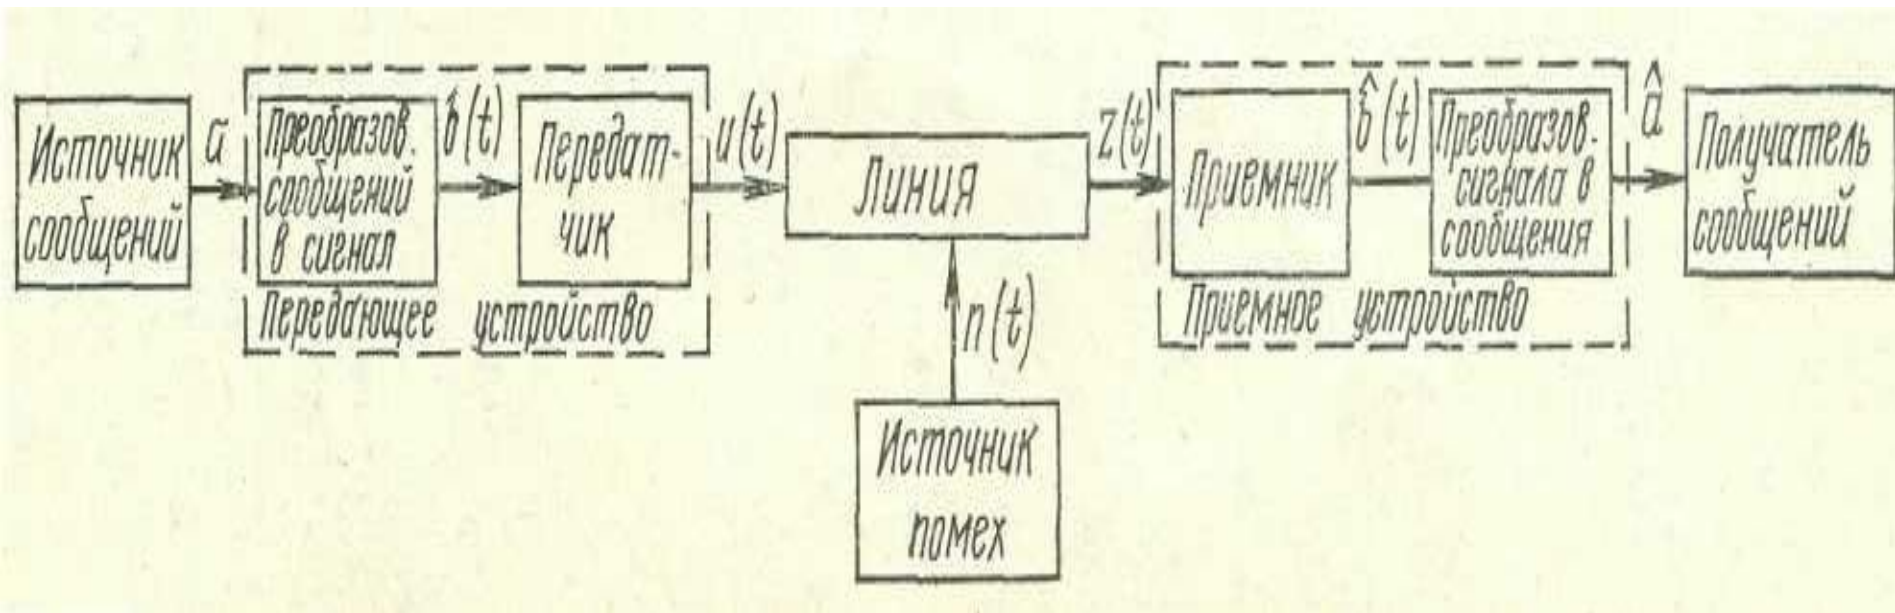 Источник
сообщений
a
Преобразов.
сообщений
в сигнал
b̂(t)
Передат-
чик
Передающее устройство
u(t)
Линия
n(t)
Источник
помех
Z(t)
Приемник
b̂(t)
Преобразов.
сигнала в
сообщения
Приемное устройство
â
Получатель
сообщений